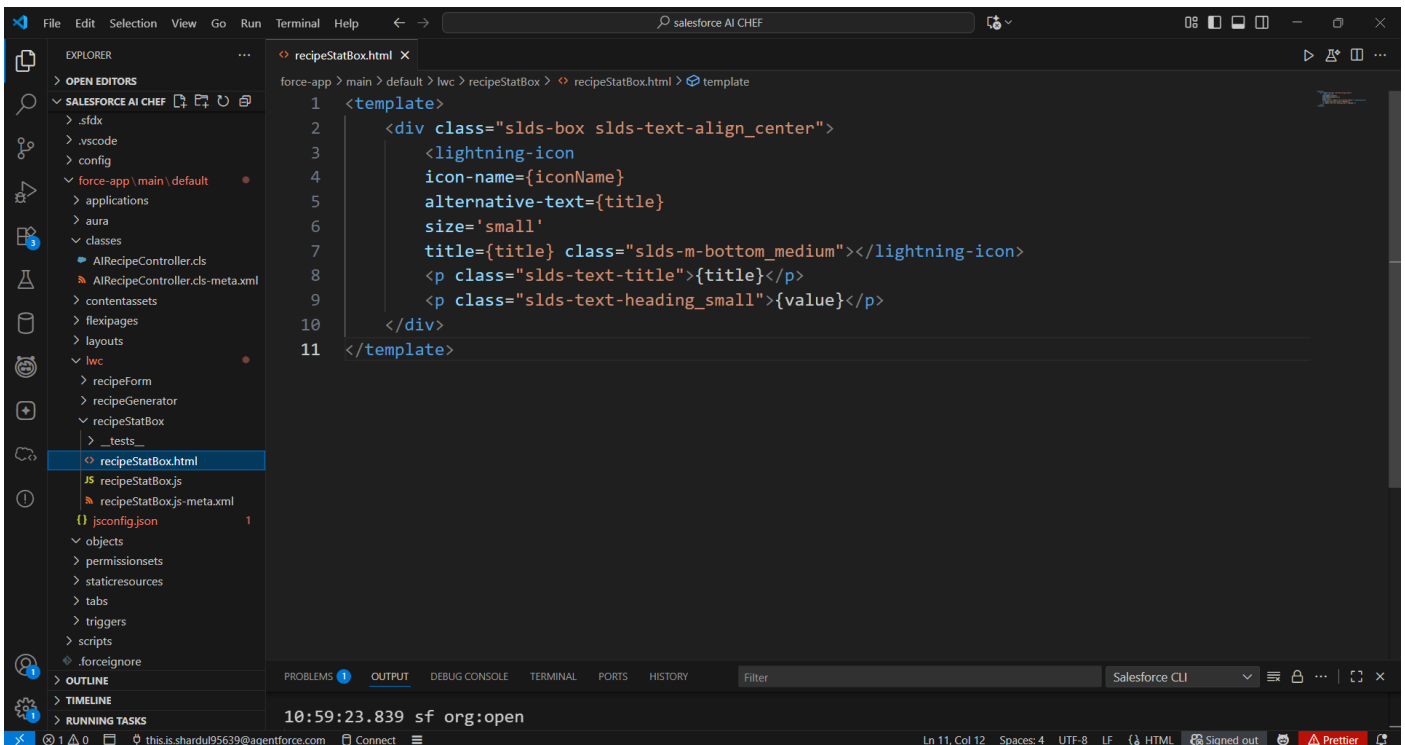 File Edit Selection View Go Run Terminal Help
salesforce AI CHEF
EXPLORER
OPEN EDITORS
SALESFORCE AI CHEF
.sfdx
.vscode
config
force-app\main\default
applications
aura
classes
AIRecipeController.cls
AIRecipeController.cls-meta.xml
contentassets
flexipages
layouts
lwc
recipeForm
recipeGenerator
recipeStatBox
__tests__
recipeStatBox.html
JS recipeStatBox.js
recipeStatBox.js-meta.xml
{} jsconfig.json 1
objects
permissionsets
staticresources
tabs
triggers
scripts
.forceignore
OUTLINE
TIMELINE
RUNNING TASKS
3
1
1
recipeStatBox.html
force-app > main > default > lwc > recipeStatBox > recipeStatBox.html > template
1 <template>
2 <div class="slds-box slds-text-align_center">
3 <lightning-icon
4 icon-name={iconName}
5 alternative-text={title}
6 size='small'
7 title={title} class="slds-m-bottom_medium"></lightning-icon>
8 <p class="slds-text-title">{title}</p>
9 <p class="slds-text-heading_small">{value}</p>
10 </div>
11 </template>
PROBLEMS 1 OUTPUT DEBUG CONSOLE TERMINAL PORTS HISTORY Filter Salesforce CLI
10:59:23.839 sf org:open
1 0 this.is.shardul95639@agentforce.com Connect Ln 11, Col 12 Spaces: 4 UTF-8 LF {} HTML Signed out Prettier